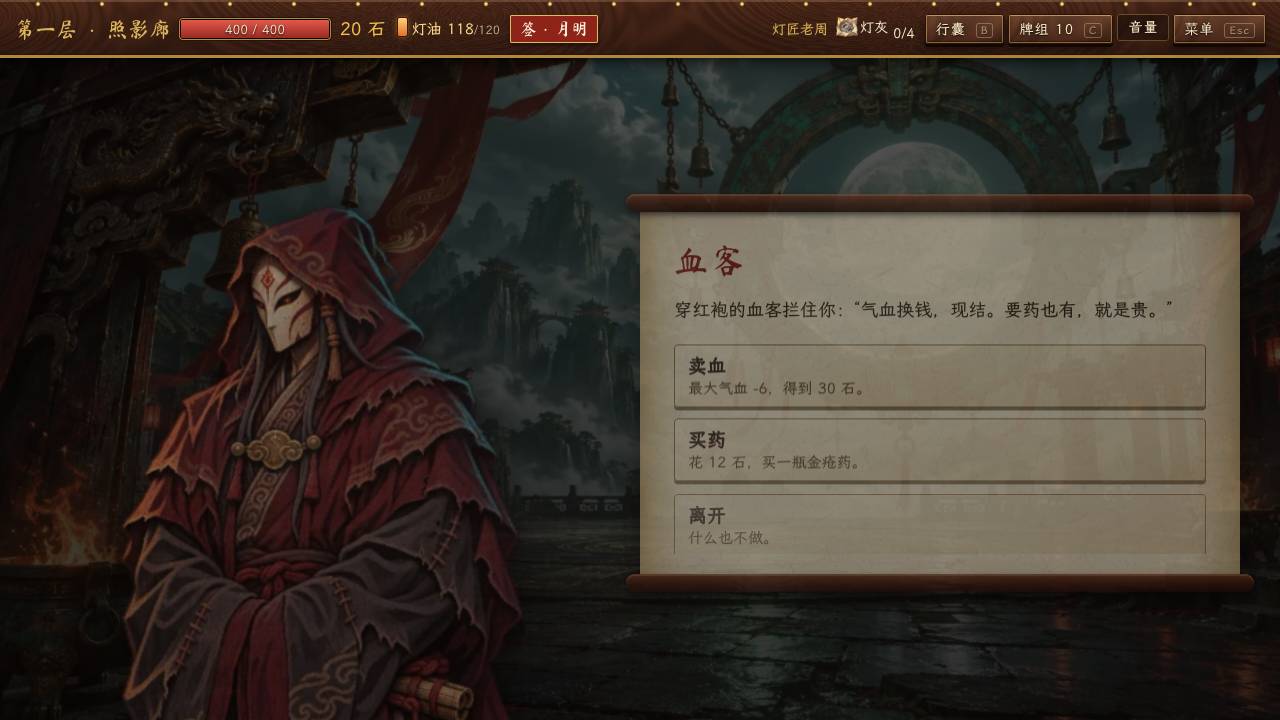 第一层 · 照影廊 400 / 400 20 石 灯油 118/120 签 · 月明 灯匠老周 灯灰 0/4 行囊 B 牌组 10 C 音量 菜单 Esc
血客
穿红袍的血客拦住你：“气血换钱，现结。要药也有，就是贵。”
卖血
最大气血 -6，得到 30 石。
买药
花 12 石，买一瓶金疮药。
离开
什么也不做。